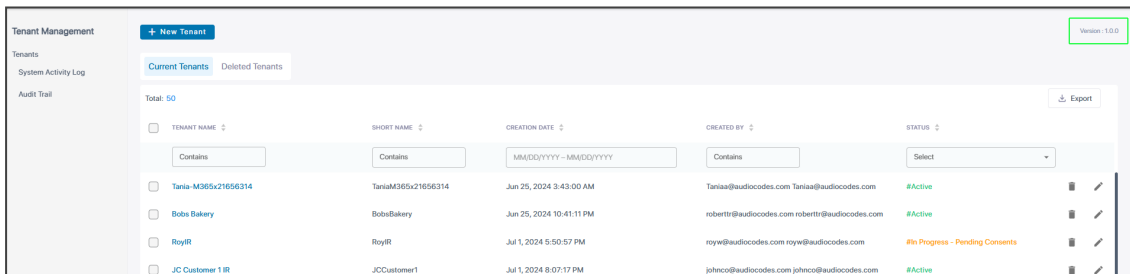 Tenant Management
+ New Tenant
Version : 1.0.0
Tenants
System Activity Log
Audit Trail
Current Tenants Deleted Tenants
Total: 50
Export
TENANT NAME SHORT NAME CREATION DATE CREATED BY STATUS
Contains Contains MM/DD/YYYY – MM/DD/YYYY Contains Select
Tania-M365x21656314 TaniaM365x21656314 Jun 25, 2024 3:43:00 AM Taniaa@audiocodes.com Taniaa@audiocodes.com #Active
Bobs Bakery BobsBakery Jun 25, 2024 10:41:11 PM roberttr@audiocodes.com roberttr@audiocodes.com #Active
RoyIR RoyIR Jul 1, 2024 5:50:57 PM royw@audiocodes.com royw@audiocodes.com #In Progress - Pending Consents
JC Customer 1 IR JCCustomer1 Jul 1, 2024 8:07:17 PM johnco@audiocodes.com johnco@audiocodes.com #Active